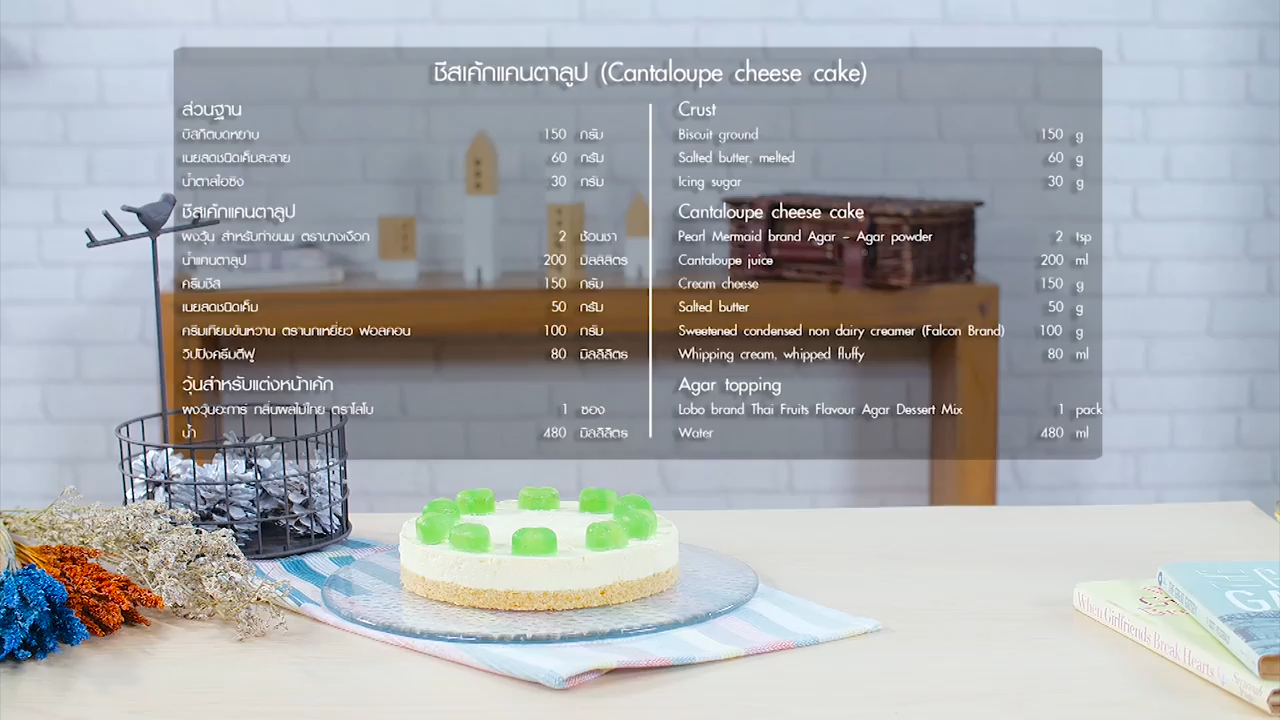 ชีสเค้กแคนตาลูป (Cantaloupe cheese cake)
ส่วนฐาน
บิสกิตบดหยาบ 150 กรัม
เนยสดชนิดเค็มละลาย 60 กรัม
น้ำตาลไอซิง 30 กรัม
ชีสเค้กแคนตาลูป
ผงวุ้น สำหรับทำขนม ตรานางเงือก 2 ช้อนชา
น้ำแคนตาลูป 200 มิลลิลิตร
ครีมชีส 150 กรัม
เนยสดชนิดเค็ม 50 กรัม
ครีมเทียมข้นหวาน ตรานกเหยี่ยว ฟอลคอน 100 กรัม
วิปปิงครีมตีฟู 80 มิลลิลิตร
วุ้นสำหรับแต่งหน้าเค้ก
ผงวุ้นอะการ์ กลิ่นผลไม้ไทย ตราโลโบ 1 ซอง
น้ำ 480 มิลลิลิตร
Crust
Biscuit ground 150 g
Salted butter, melted 60 g
Icing sugar 30 g
Cantaloupe cheese cake
Pearl Mermaid brand Agar – Agar powder 2 tsp
Cantaloupe juice 200 ml
Cream cheese 150 g
Salted butter 50 g
Sweetened condensed non dairy creamer (Falcon Brand) 100 g
Whipping cream, whipped fluffy 80 ml
Agar topping
Lobo brand Thai Fruits Flavour Agar Dessert Mix 1 pack
Water 480 ml
When Girlfriends Break Hearts